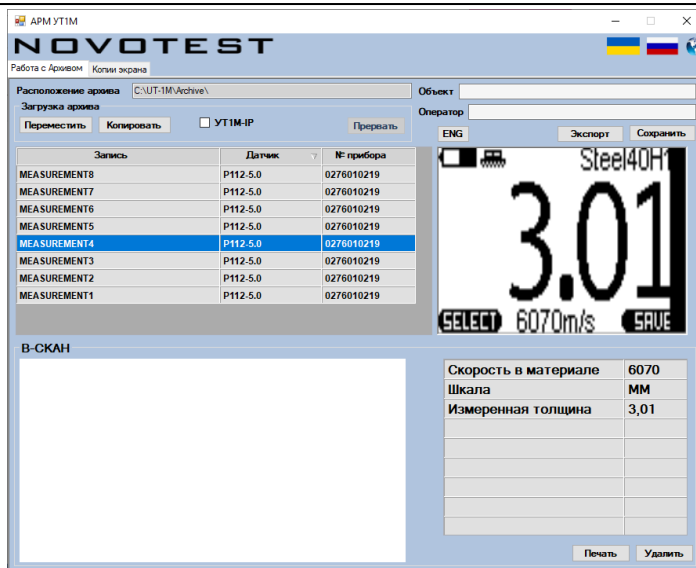 АРМ УТ1М
NOVOTEST
Работа с Архивом Копии экрана
Расположение архива C:\UT-1M\Archive\ Объект
Загрузка архива Оператор
Переместить Копировать УТ1М-IP Прервать ENG Экспорт Сохранить
Запись Датчик № прибора
MEASUREMENT8 P112-5.0 0276010219
MEASUREMENT7 P112-5.0 0276010219
MEASUREMENT6 P112-5.0 0276010219
MEASUREMENT5 P112-5.0 0276010219
MEASUREMENT4 P112-5.0 0276010219
MEASUREMENT3 P112-5.0 0276010219
MEASUREMENT2 P112-5.0 0276010219
MEASUREMENT1 P112-5.0 0276010219
Steel40H1
3.01
SELECT 6070m/s SAVE
В-СКАН
Скорость в материале 6070
Шкала ММ
Измеренная толщина 3,01
Печать Удалить